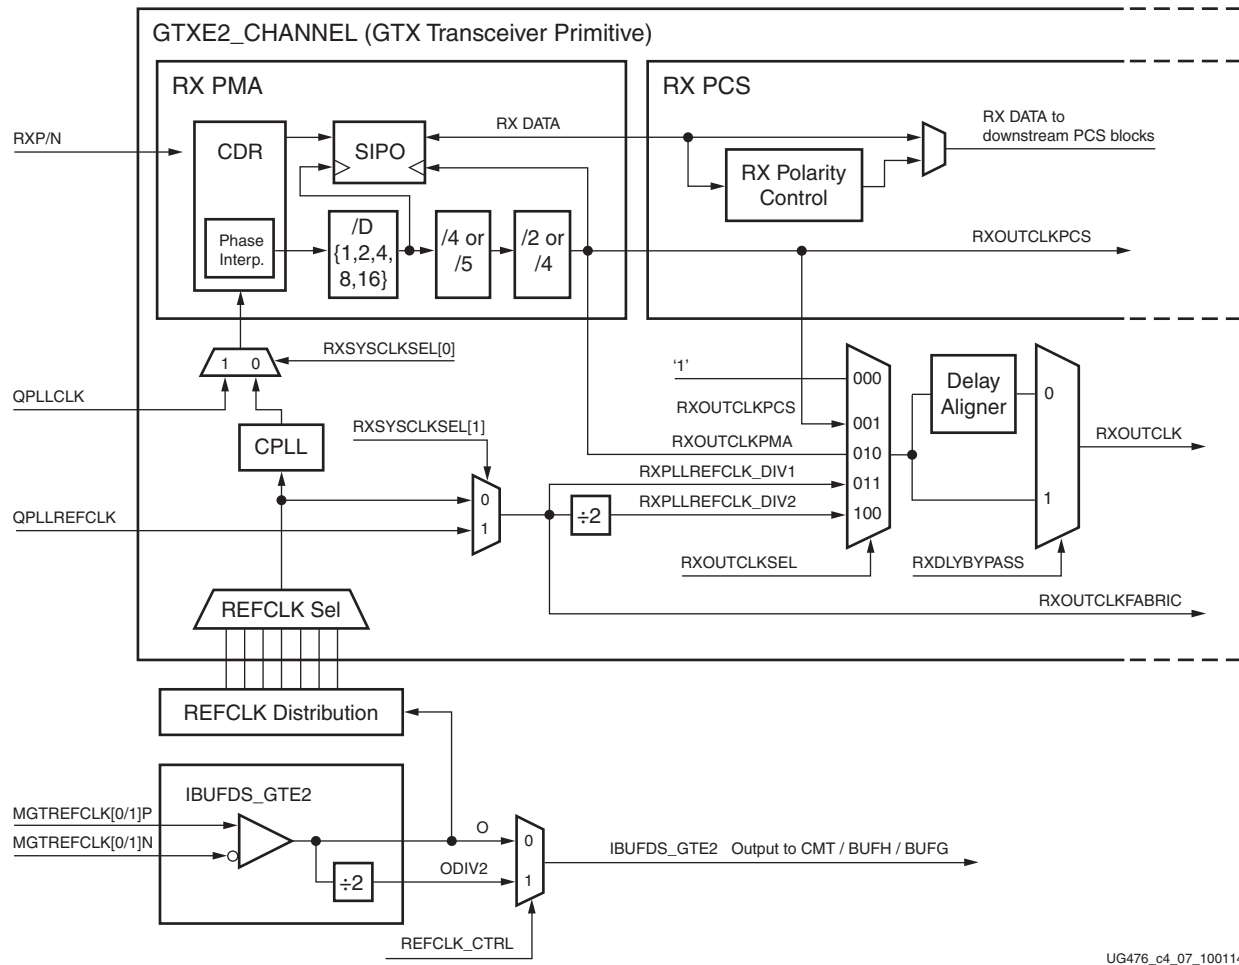 GTXE2_CHANNEL (GTX Transceiver Primitive)
RX PMA
RX PCS
RXP/N
CDR
SIPO
RX DATA
RX DATA to
downstream PCS blocks
RX Polarity
Control
Phase
Interp.
/D
{1,2,4,
8,16}
/4 or
/5
/2 or
/4
RXOUTCLKPCS
1 0
RXSYSCLKSEL[0]
QPLLCLK
CPLL
RXSYSCLKSEL[1]
QPLLREFCLK
0
1
÷2
'1'
RXOUTCLKPCS
RXOUTCLKPMA
RXPLLREFCLK_DIV1
RXPLLREFCLK_DIV2
000
001
010
011
100
RXOUTCLKSEL
Delay
Aligner
0
1
RXOUTCLK
RXDLYBYPASS
RXOUTCLKFABRIC
REFCLK Sel
REFCLK Distribution
IBUFDS_GTE2
MGTREFCLK[0/1]P
MGTREFCLK[0/1]N
÷2
O
ODIV2
0
1
IBUFDS_GTE2 Output to CMT / BUFH / BUFG
REFCLK_CTRL
UG476_c4_07_100114